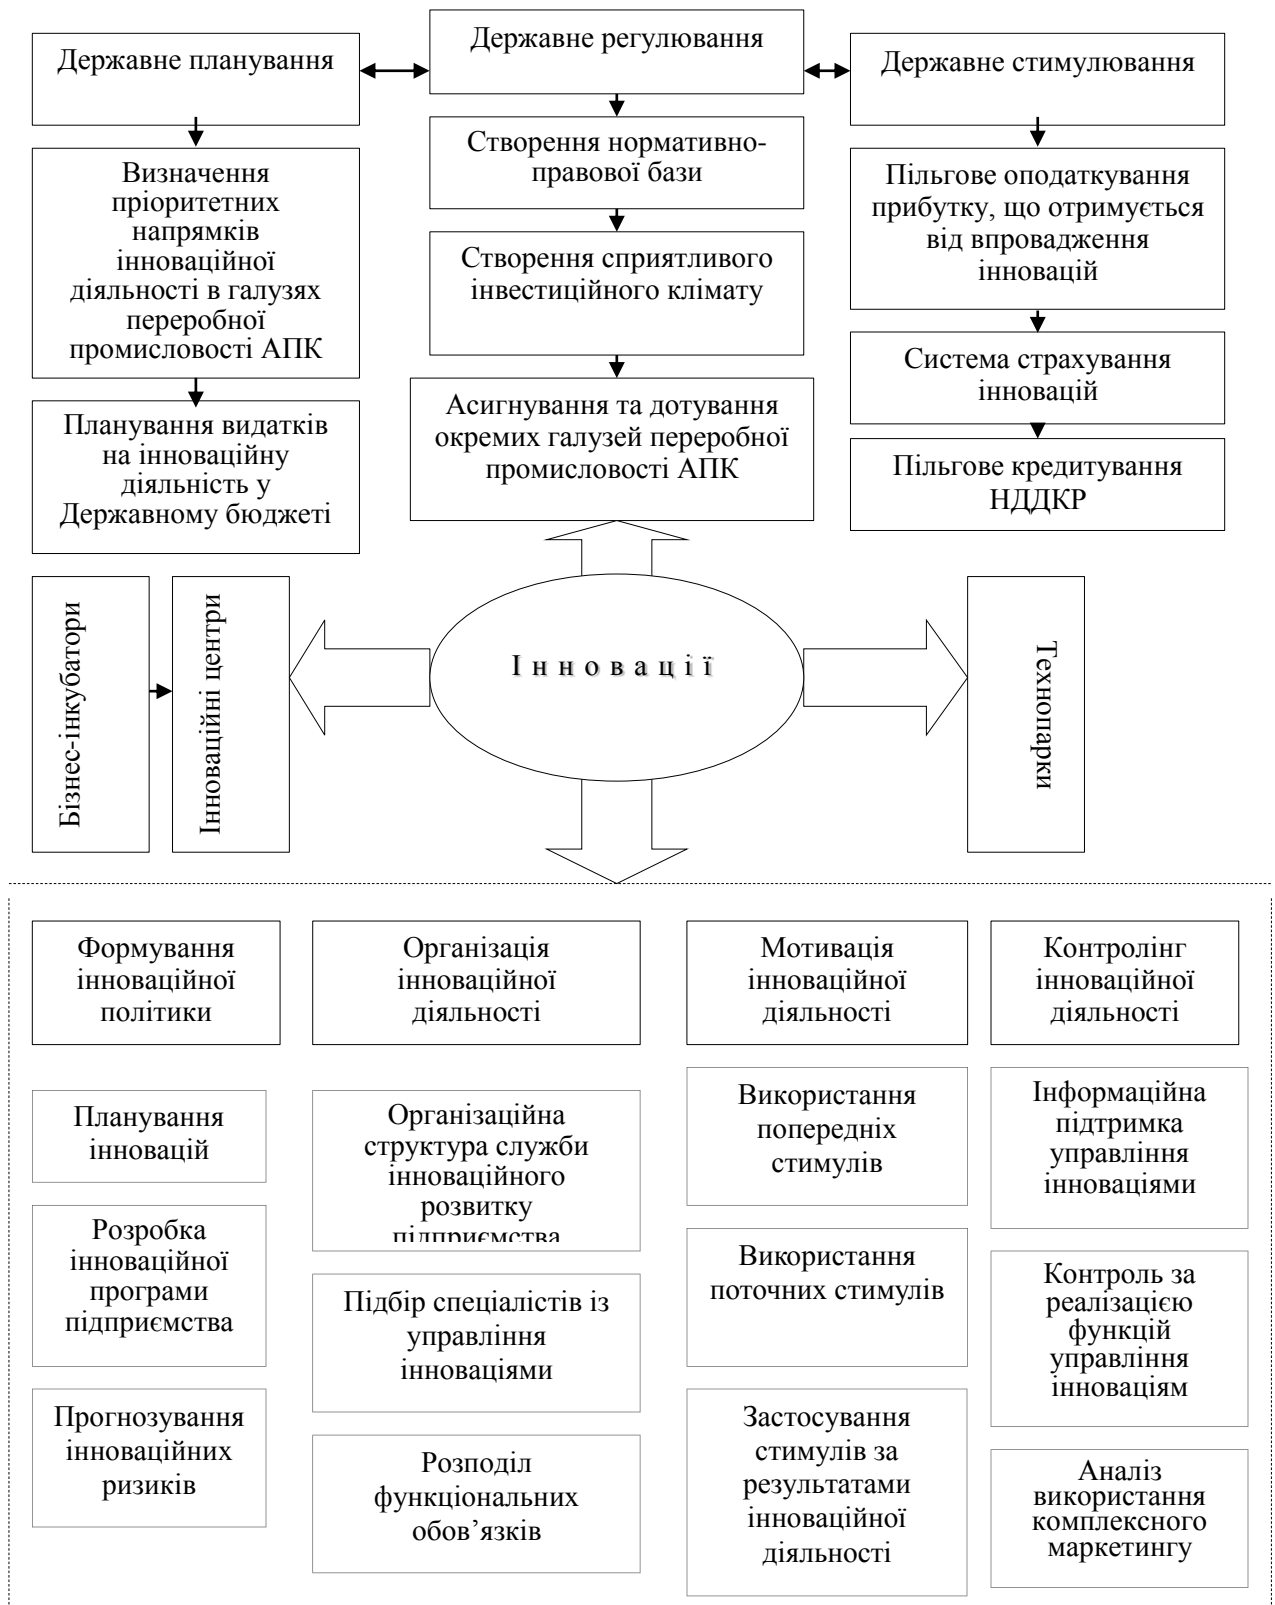 Державне планування
Державне регулювання
Державне стимулювання
Визначення
пріоритетних
напрямків
інноваційної
діяльності в галузях
переробної
промисловості АПК
Планування видатків
на інноваційну
діяльність у
Державному бюджеті
Створення нормативно-
правової бази
Створення сприятливого
інвестиційного клімату
Асигнування та дотування
окремих галузей переробної
промисловості АПК
Пільгове оподаткування
прибутку, що отримується
від впровадження
інновацій
Система страхування
інновацій
Пільгове кредитування
НДДКР
Бізнес-інкубатори
Інноваційні центри
Інновації
Технопарки
Формування
інноваційної
політики
Планування
інновацій
Розробка
інноваційної
програми
підприємства
Прогнозування
інноваційних
ризиків
Організація
інноваційної
діяльності
Організаційна
структура служби
інноваційного
розвитку
підприємства
Підбір спеціалістів із
управління
інноваціями
Розподіл
функціональних
обов’язків
Мотивація
інноваційної
діяльності
Використання
попередніх
стимулів
Використання
поточних стимулів
Застосування
стимулів за
результатами
інноваційної
діяльності
Контролінг
інноваційної
діяльності
Інформаційна
підтримка
управління
інноваціями
Контроль за
реалізацією
функцій
управління
інноваціям
Аналіз
використання
комплексного
маркетингу